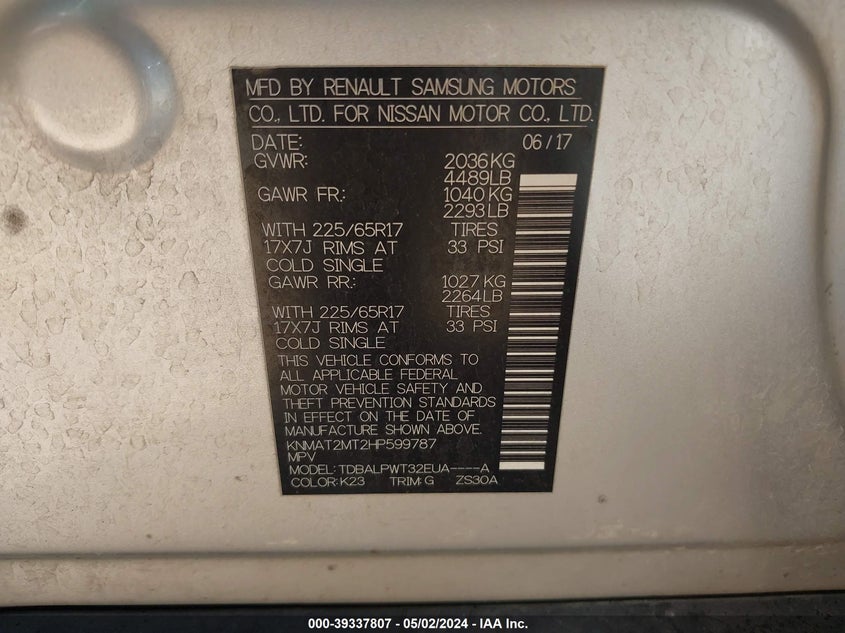 MFD BY RENAULT SAMSUNG MOTORS
CO., LTD. FOR NISSAN MOTOR CO., LTD.
DATE: 06/17
GVWR: 2036KG
4489LB
GAWR FR.: 1040KG
2293LB
WITH 225/65R17 TIRES
17X7J RIMS AT 33 PSI
COLD SINGLE
GAWR RR.: 1027KG
2264LB
WITH 225/65R17 TIRES
17X7J RIMS AT 33 PSI
COLD SINGLE
THIS VEHICLE CONFORMS TO
ALL APPLICABLE FEDERAL
MOTOR VEHICLE SAFETY AND
THEFT PREVENTION STANDARDS
IN EFFECT ON THE DATE OF
MANUFACTURE SHOWN ABOVE.
KNMAT2MT2HP599787
MPV
MODEL: TDBALPWT32EUA----A
COLOR: K23 TRIM: G ZS30A
000-39337807 - 05/02/2024 - IAA Inc.